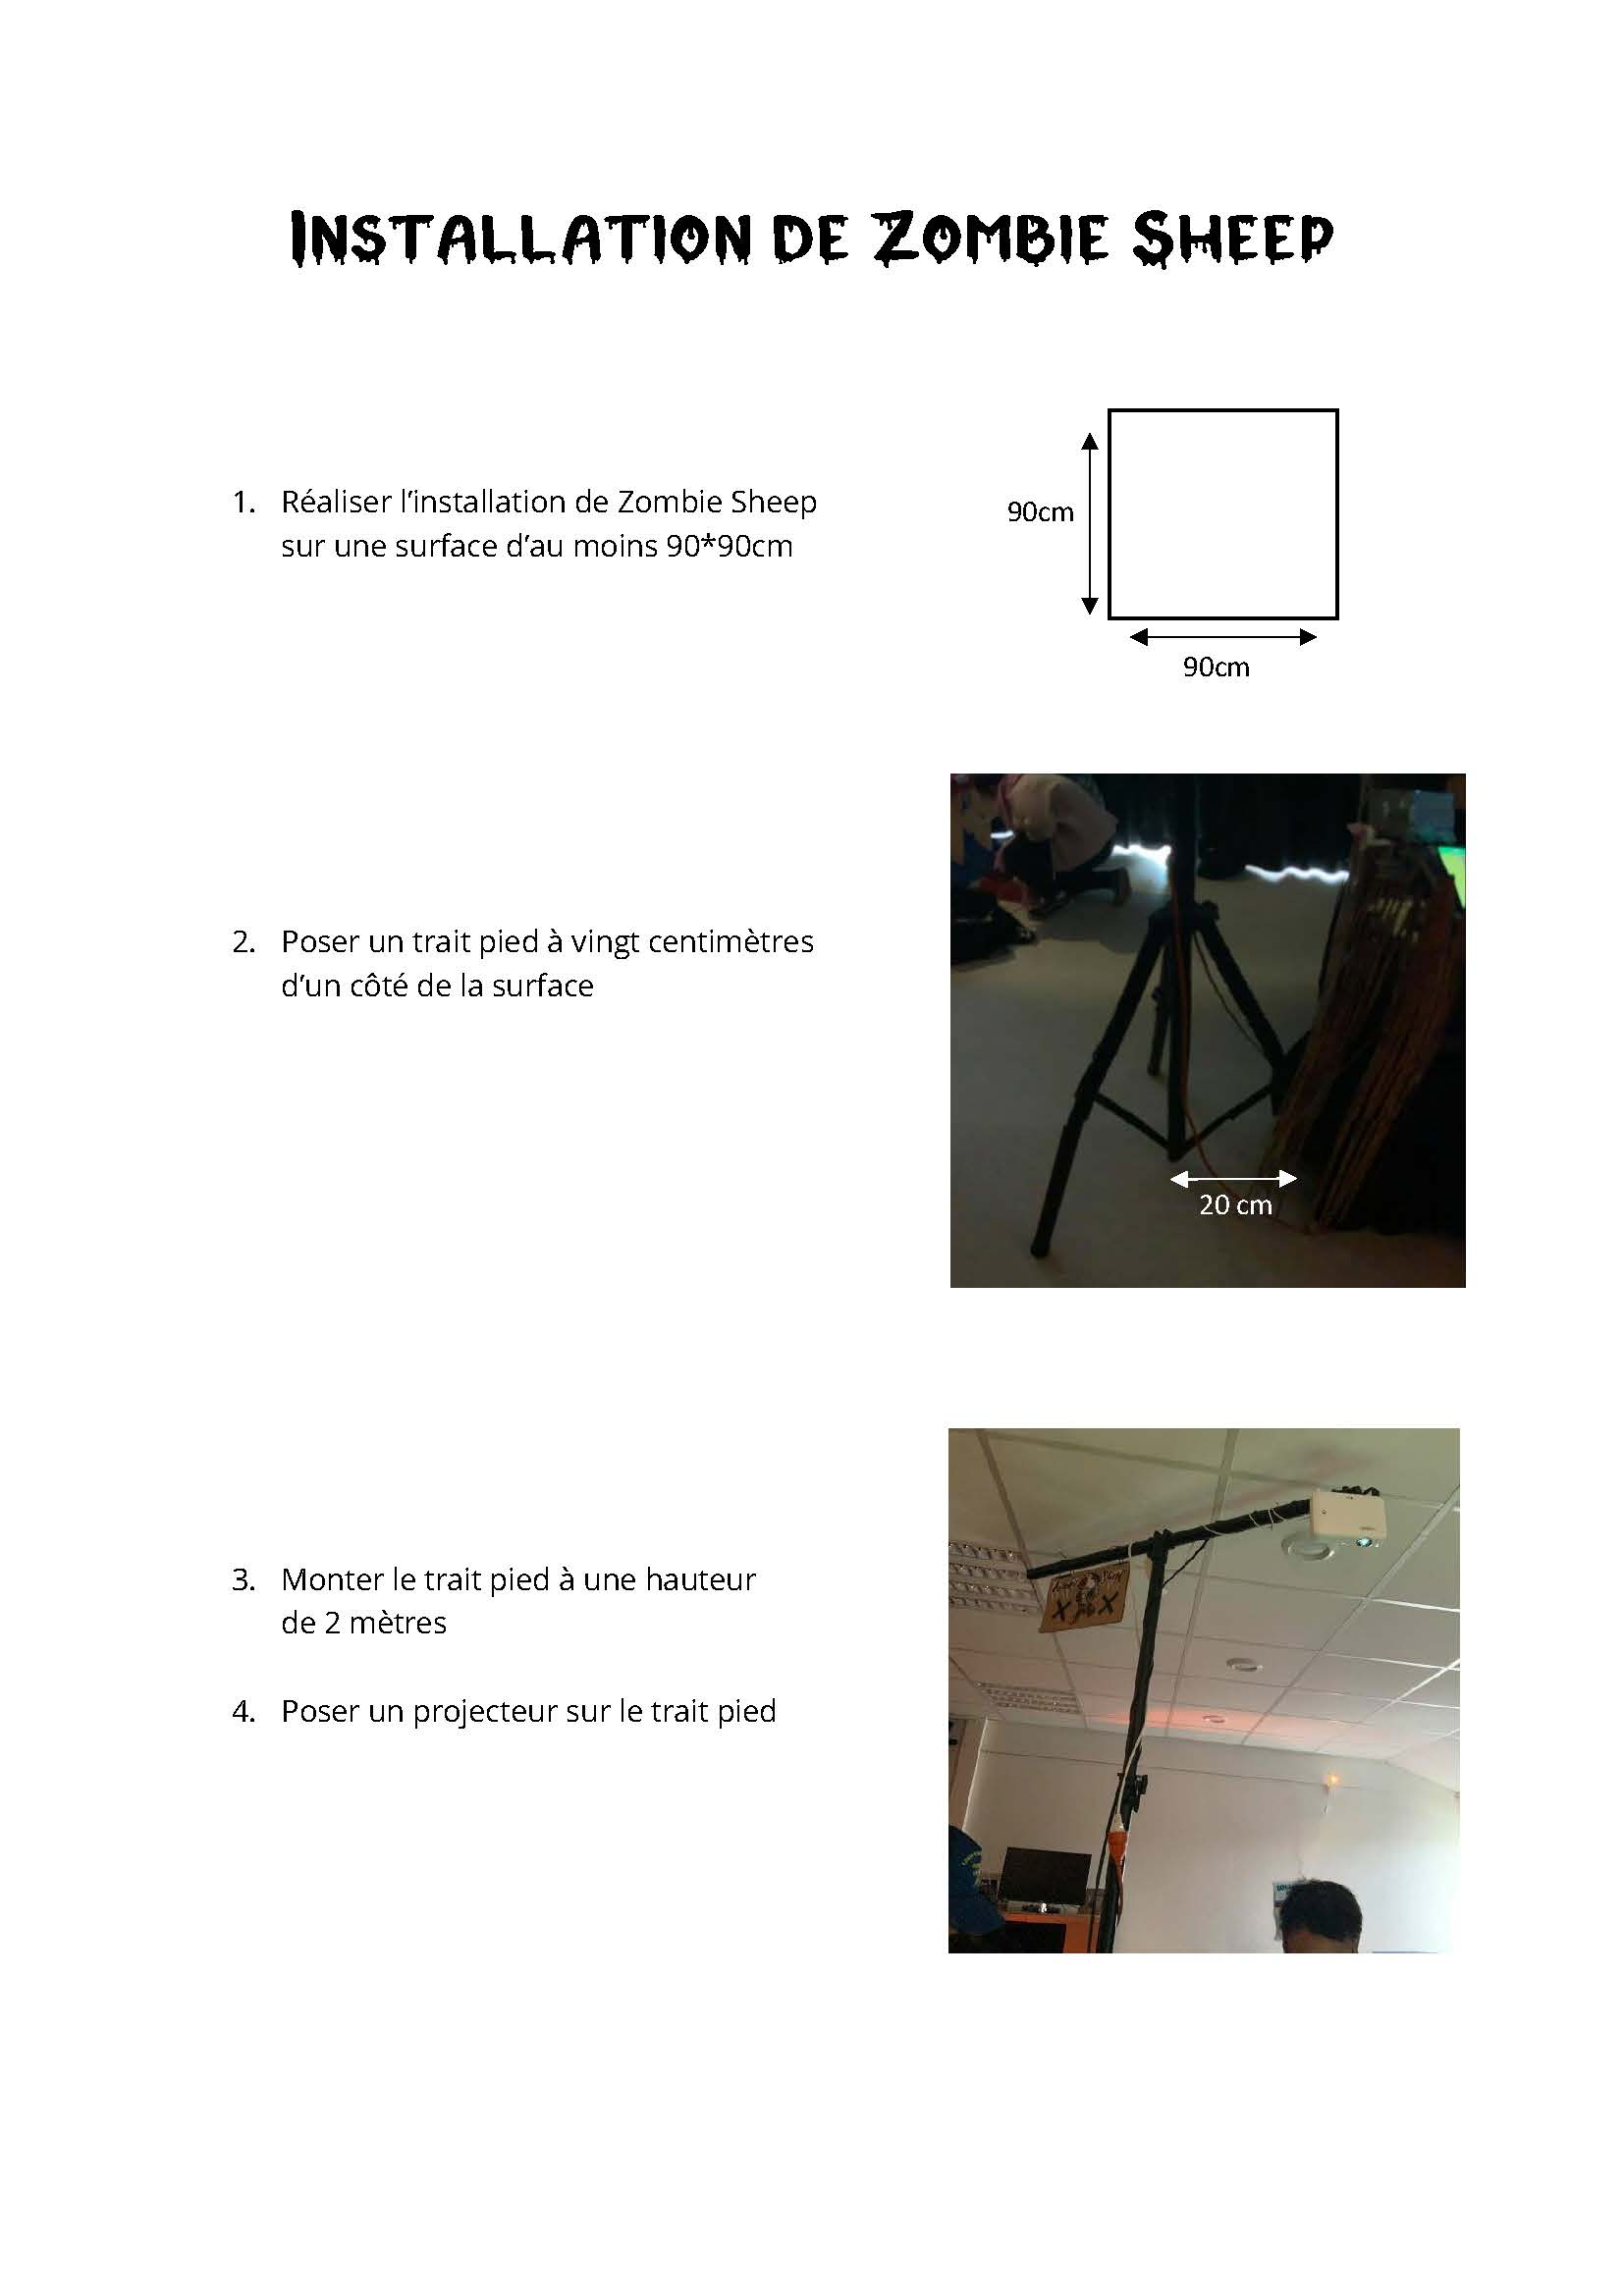 Installation de Zombie Sheep
90cm
1. Réaliser l'installation de Zombie Sheep
sur une surface d'au moins 90*90cm
90cm
2. Poser un trait pied à vingt centimètres
d'un côté de la surface
20 cm
3. Monter le trait pied à une hauteur
de 2 mètres
4. Poser un projecteur sur le trait pied